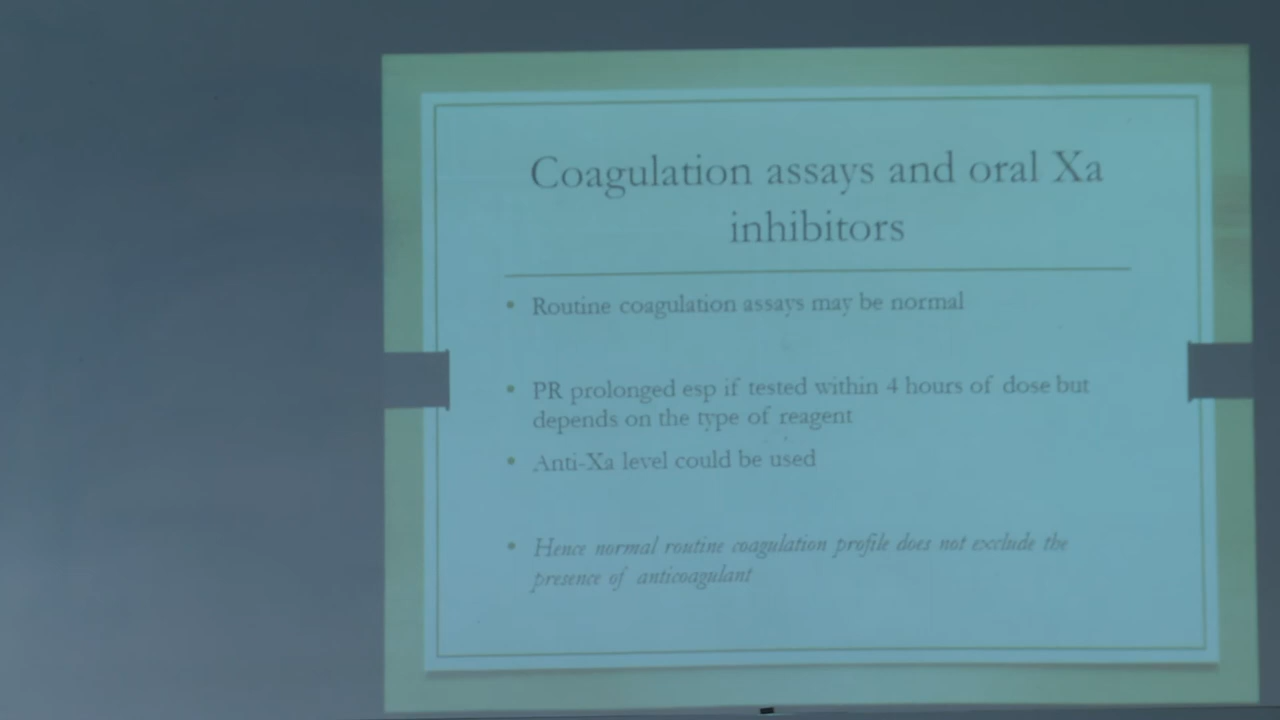 Coagulation assays and oral Xa
inhibitors
• Routine coagulation assays may be normal
• PR prolonged esp if tested within 4 hours of dose but
depends on the type of reagent
• Anti-Xa level could be used
• Hence normal routine coagulation profile does not exclude the
presence of anticoagulant